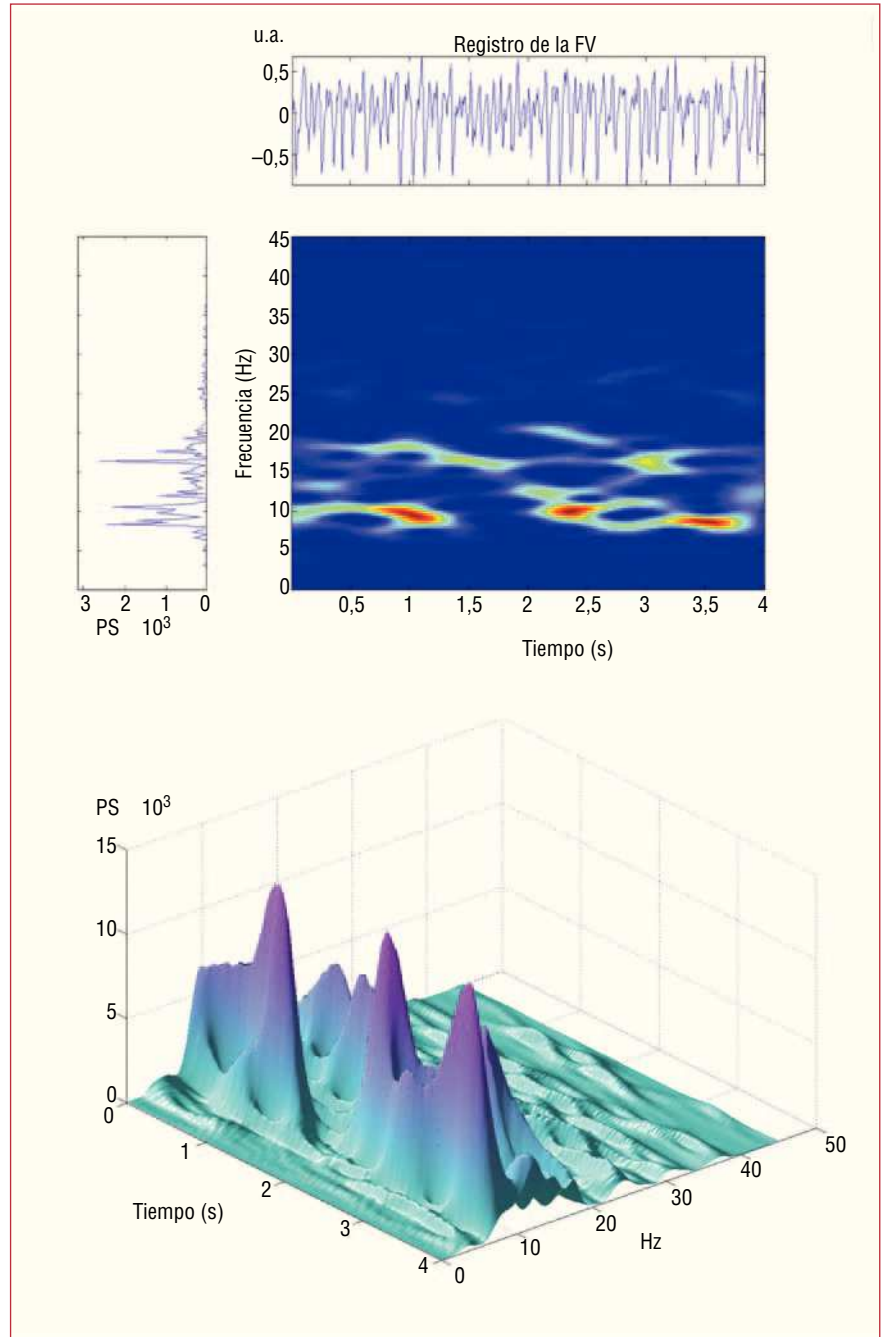 u.a.
Registro de la FV
0,5
0
–0,5
45
40
35
30
25
20
15
10
5
0
Frecuencia (Hz)
3 2 1 0
PS 10³
0,5 1 1,5 2 2,5 3 3,5 4
Tiempo (s)
PS 10³
15
10
5
0
0
1
2
3
4
Tiempo (s)
0
10
20
30
40
50
Hz